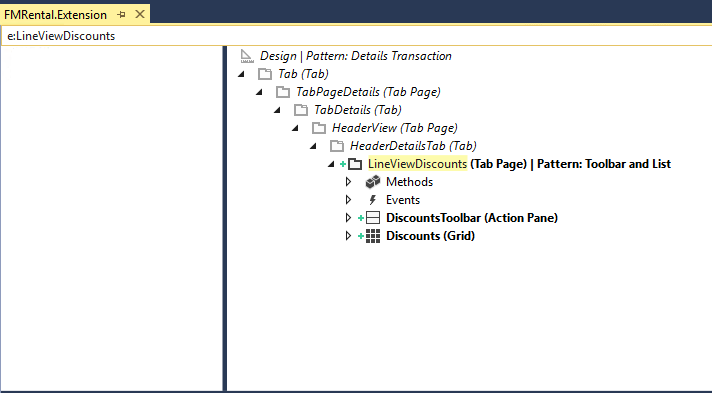 FMRental.Extension
e:LineViewDiscounts
Design | Pattern: Details Transaction
Tab (Tab)
TabPageDetails (Tab Page)
TabDetails (Tab)
HeaderView (Tab Page)
HeaderDetailsTab (Tab)
LineViewDiscounts (Tab Page) | Pattern: Toolbar and List
Methods
Events
DiscountsToolbar (Action Pane)
Discounts (Grid)